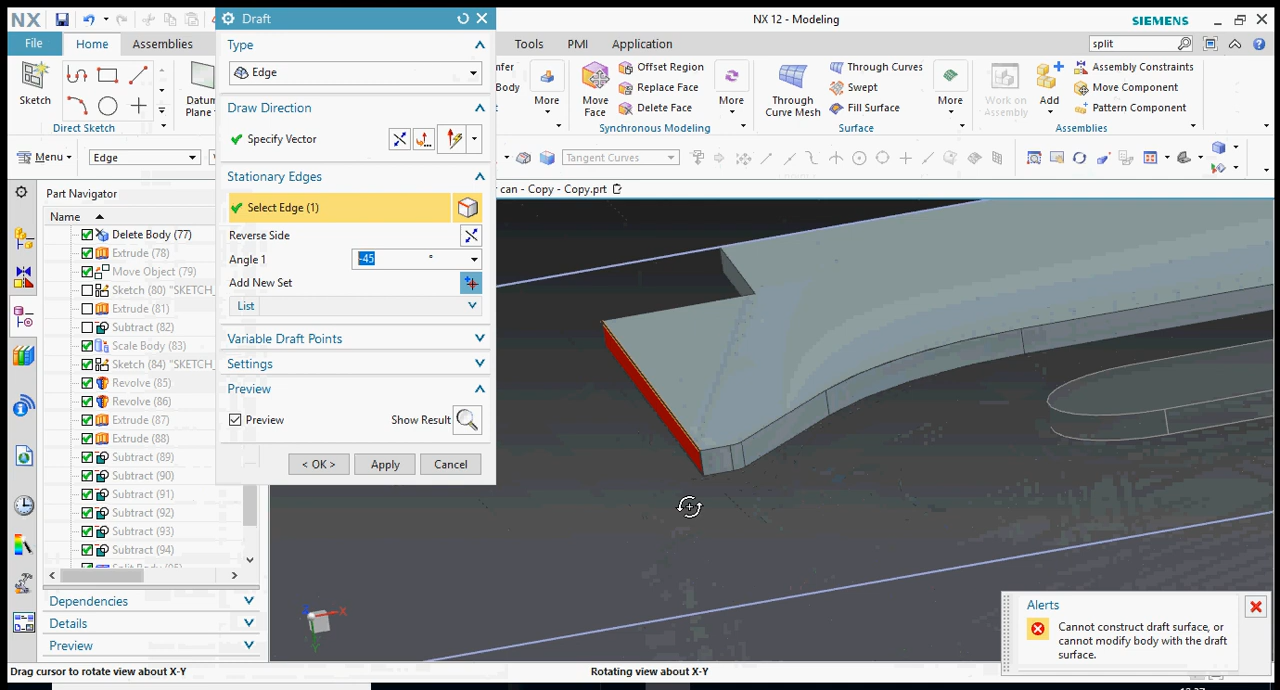 NX
Draft
NX 12 - Modeling
SIEMENS
File
Home
Assemblies
Tools
PMI
Application
split
Type
Edge
Draw Direction
Specify Vector
Stationary Edges
Select Edge (1)
Reverse Side
Angle 1
-45
°
Add New Set
List
Variable Draft Points
Settings
Preview
Preview
Show Result
< OK >
Apply
Cancel
Sketch
Direct Sketch
Datum
Plane
Body
More
Move
Face
Offset Region
Replace Face
Delete Face
More
Synchronous Modeling
Through
Curve Mesh
Through Curves
Swept
Fill Surface
More
Surface
Work on
Assembly
Add
Assembly Constraints
Move Component
Pattern Component
Assemblies
Menu
Edge
Tangent Curves
r can - Copy - Copy.prt
Part Navigator
Name
Delete Body (77)
Extrude (78)
Move Object (79)
Sketch (80) "SKETCH_
Extrude (81)
Subtract (82)
Scale Body (83)
Sketch (84) "SKETCH_
Revolve (85)
Revolve (86)
Extrude (87)
Extrude (88)
Subtract (89)
Subtract (90)
Subtract (91)
Subtract (92)
Subtract (93)
Subtract (94)
Dependencies
Details
Preview
X
Alerts
Cannot construct draft surface, or
cannot modify body with the draft
surface.
Drag cursor to rotate view about X-Y
Rotating view about X-Y